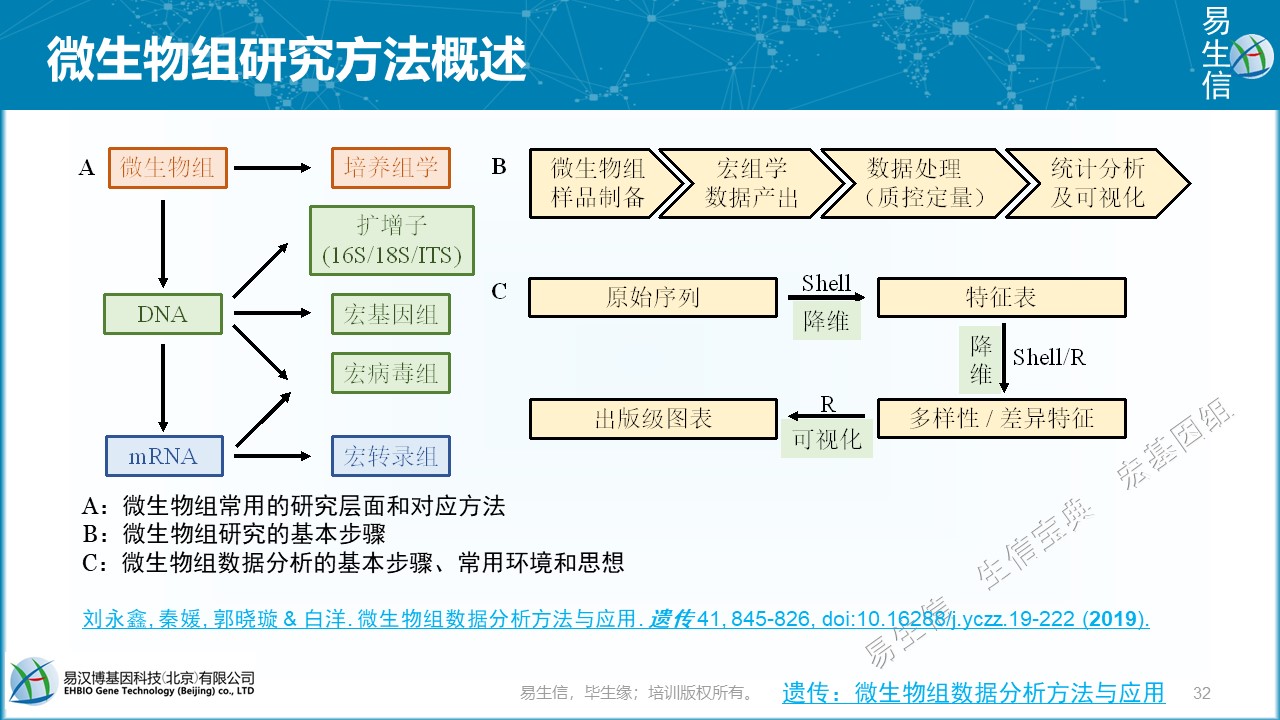 微生物组研究方法概述
易生信
A
微生物组
培养组学
扩增子
(16S/18S/ITS)
DNA
宏基因组
宏病毒组
mRNA
宏转录组
B
微生物组
样品制备
宏组学
数据产出
数据处理
（质控定量）
统计分析
及可视化
C
原始序列
Shell
降维
特征表
降维
Shell/R
多样性 / 差异特征
R
可视化
出版级图表
A：微生物组常用的研究层面和对应方法
B：微生物组研究的基本步骤
C：微生物组数据分析的基本步骤、常用环境和思想
刘永鑫, 秦媛, 郭晓璇 & 白洋. 微生物组数据分析方法与应用. 遗传 41, 845-826, doi:10.16288/j.yczz.19-222 (2019).
易生信 生信宝典 宏基因组
易汉博基因科技(北京)有限公司
EHBIO Gene Technology (Beijing) co., LTD
易生信，毕生缘；培训版权所有。
遗传：微生物组数据分析方法与应用
32